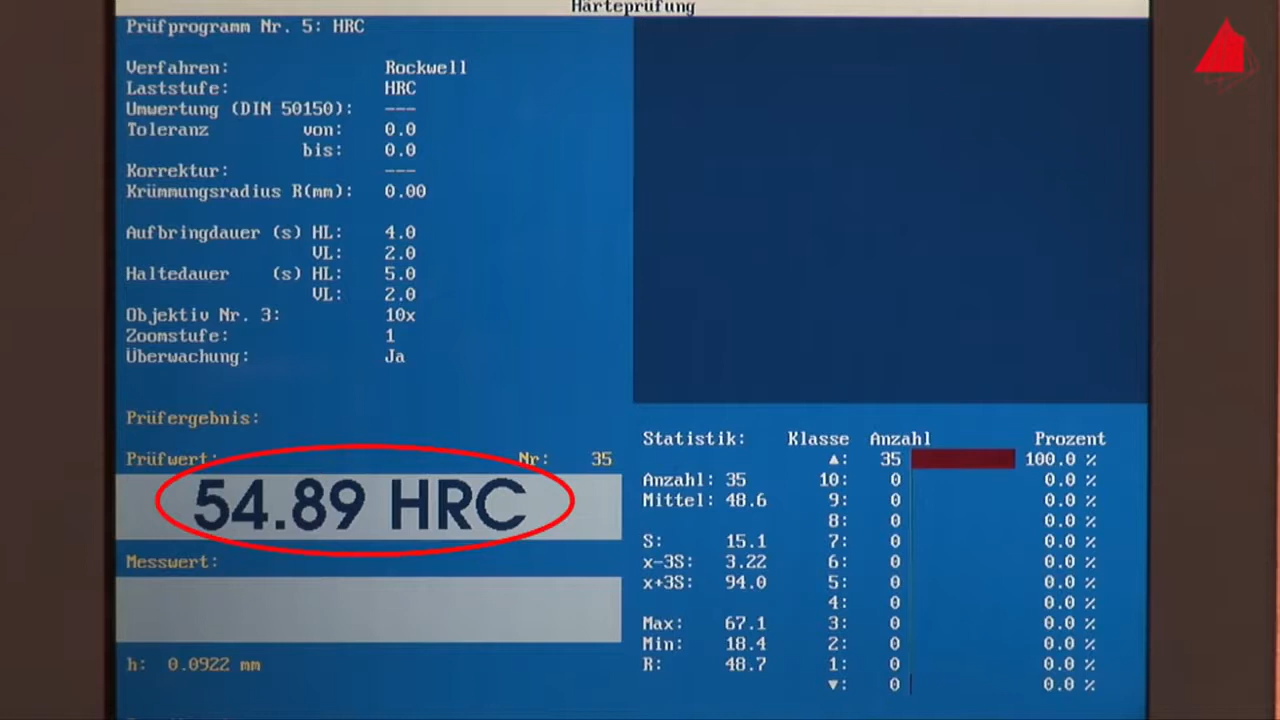 Härteprüfung
Prüfprogramm Nr. 5: HRC
Verfahren: Rockwell
Laststufe: HRC
Umwertung (DIN 50150): ---
Toleranz von: 0.0
bis: 0.0
Korrektur: ---
Krümmungsradius R(mm): 0.00
Aufbringdauer (s) HL: 4.0
VL: 2.0
Haltedauer (s) HL: 5.0
VL: 2.0
Objektiv Nr. 3: 10x
Zoomstufe: 1
Überwachung: Ja
Prüfergebnis:
Prüfwert: Nr: 35
54.89 HRC
Messwert:
h: 0.0922 mm
Statistik: Klasse Anzahl Prozent
▲: 35 100.0 %
Anzahl: 35 10: 0 0.0 %
Mittel: 48.6 9: 0 0.0 %
8: 0 0.0 %
S: 15.1 7: 0 0.0 %
x-3S: 3.22 6: 0 0.0 %
x+3S: 94.0 5: 0 0.0 %
4: 0 0.0 %
Max: 67.1 3: 0 0.0 %
Min: 18.4 2: 0 0.0 %
R: 48.7 1: 0 0.0 %
▼: 0 0.0 %